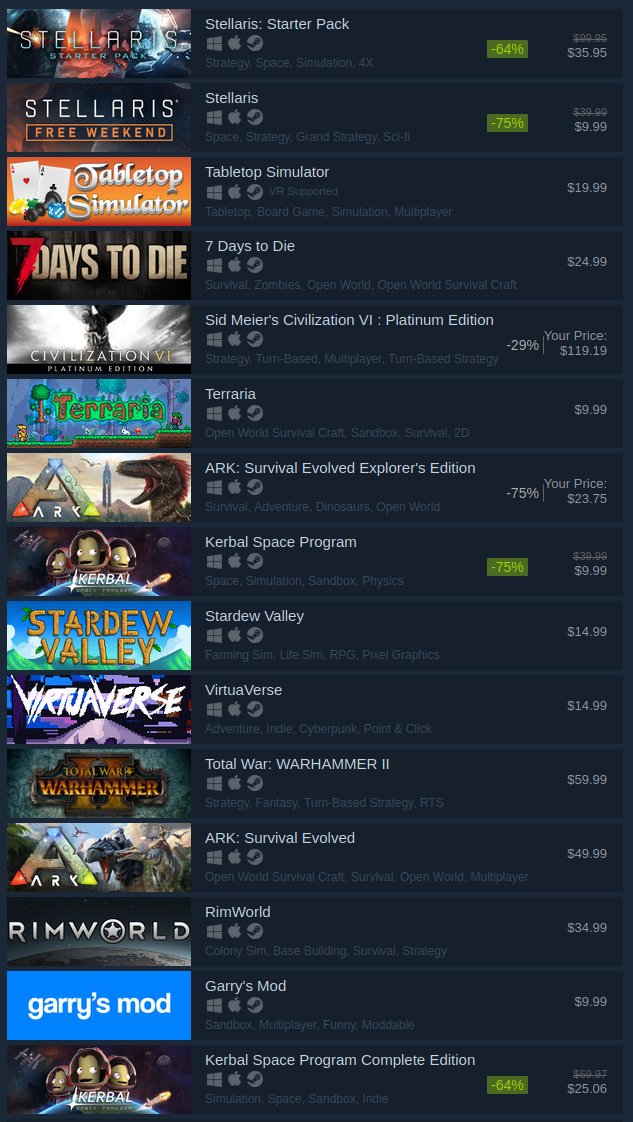 STELLARIS
STARTER PACK
Stellaris: Starter Pack
Strategy, Space, Simulation, 4X
-64%
$99.95
$35.95
STELLARIS
FREE WEEKEND
Stellaris
Space, Strategy, Grand Strategy, Sci-fi
-75%
$39.99
$9.99
Tabletop
Simulator
Tabletop Simulator
VR Supported
Tabletop, Board Game, Simulation, Multiplayer
$19.99
7 DAYS TO DIE
7 Days to Die
Survival, Zombies, Open World, Open World Survival Craft
$24.99
CIVILIZATION VI
PLATINUM EDITION
Sid Meier's Civilization VI : Platinum Edition
Strategy, Turn-Based, Multiplayer, Turn-Based Strategy
-29%
Your Price:
$119.19
Terraria
Terraria
Open World Survival Craft, Sandbox, Survival, 2D
$9.99
ARK
ARK: Survival Evolved Explorer's Edition
Survival, Adventure, Dinosaurs, Open World
-75%
Your Price:
$23.75
KERBAL
SPACE PROGRAM
Kerbal Space Program
Space, Simulation, Sandbox, Physics
-75%
$39.99
$9.99
STARDEW
VALLEY
Stardew Valley
Farming Sim, Life Sim, RPG, Pixel Graphics
$14.99
VIRTUAVERSE
VirtuaVerse
Adventure, Indie, Cyberpunk, Point & Click
$14.99
TOTAL WAR
WARHAMMER
II
Total War: WARHAMMER II
Strategy, Fantasy, Turn-Based Strategy, RTS
$59.99
ARK
ARK: Survival Evolved
Open World Survival Craft, Survival, Open World, Multiplayer
$49.99
RIMWORLD
RimWorld
Colony Sim, Base Building, Survival, Strategy
$34.99
garry's mod
Garry's Mod
Sandbox, Multiplayer, Funny, Moddable
$9.99
KERBAL
SPACE PROGRAM
Kerbal Space Program Complete Edition
Simulation, Space, Sandbox, Indie
-64%
$69.97
$25.06